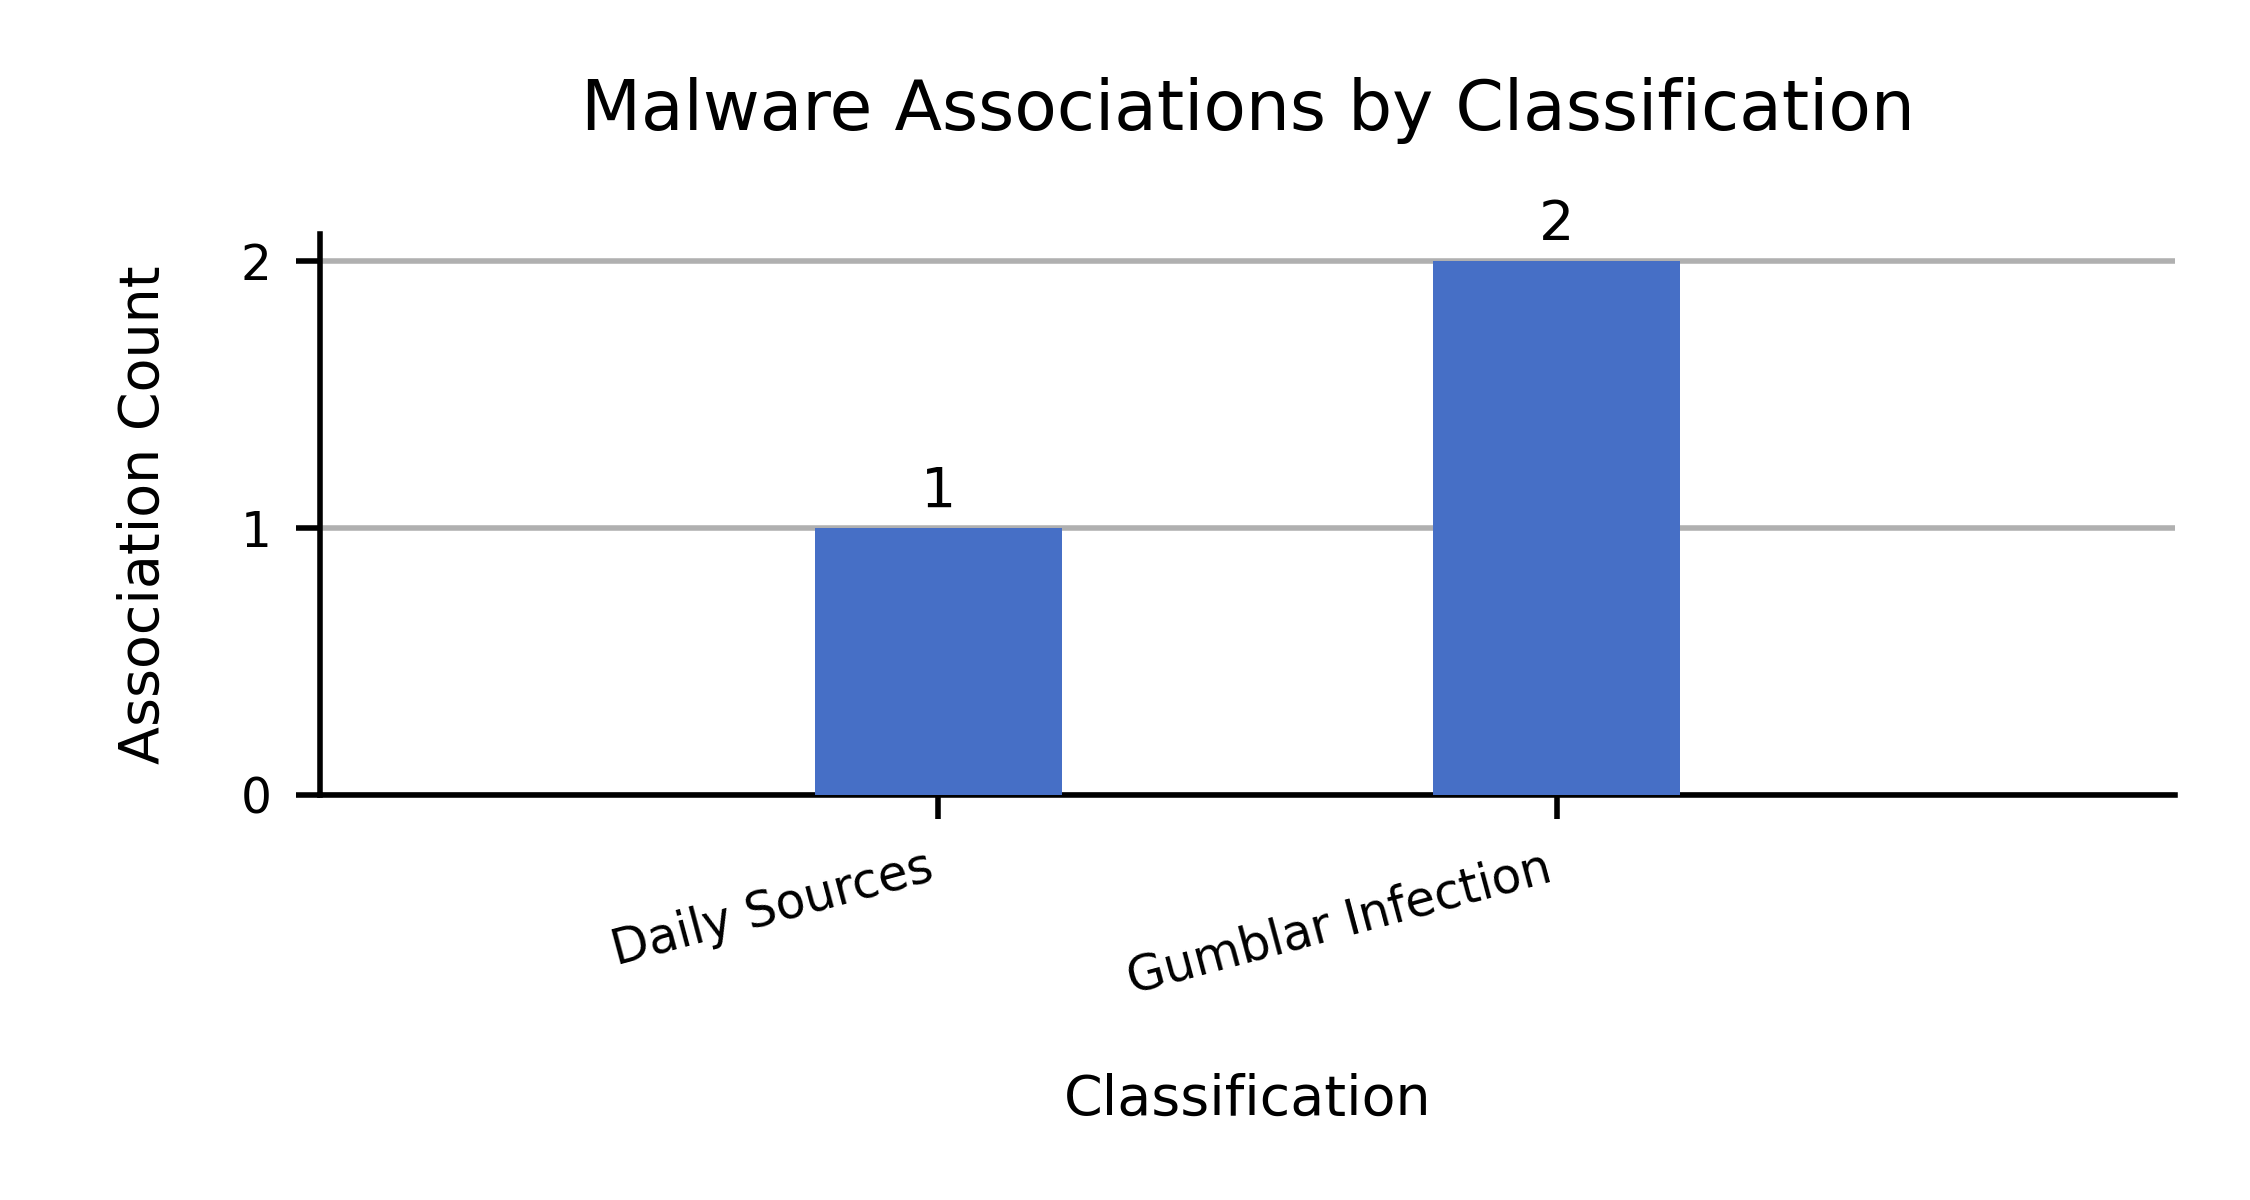 Malware Associations by Classification
2
2
1
1
0
Association Count
Daily Sources
Gumblar Infection
Classification